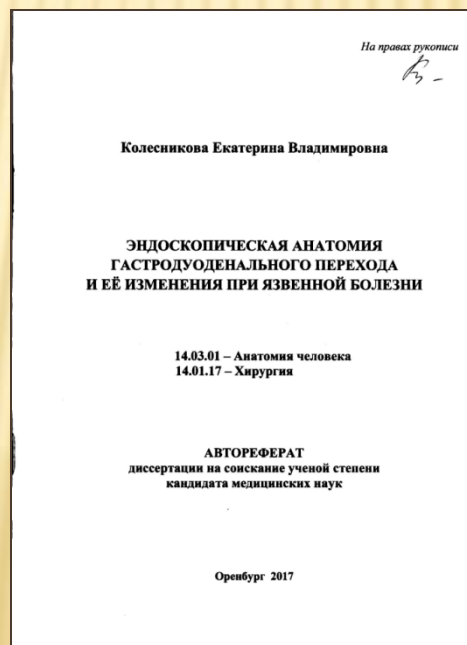 На правах рукописи
Колесникова Екатерина Владимировна
ЭНДОСКОПИЧЕСКАЯ АНАТОМИЯ
ГАСТРОДУОДЕНАЛЬНОГО ПЕРЕХОДА
И ЕЁ ИЗМЕНЕНИЯ ПРИ ЯЗВЕННОЙ БОЛЕЗНИ
14.03.01 – Анатомия человека
14.01.17 – Хирургия
АВТОРЕФЕРАТ
диссертации на соискание ученой степени
кандидата медицинских наук
Оренбург 2017